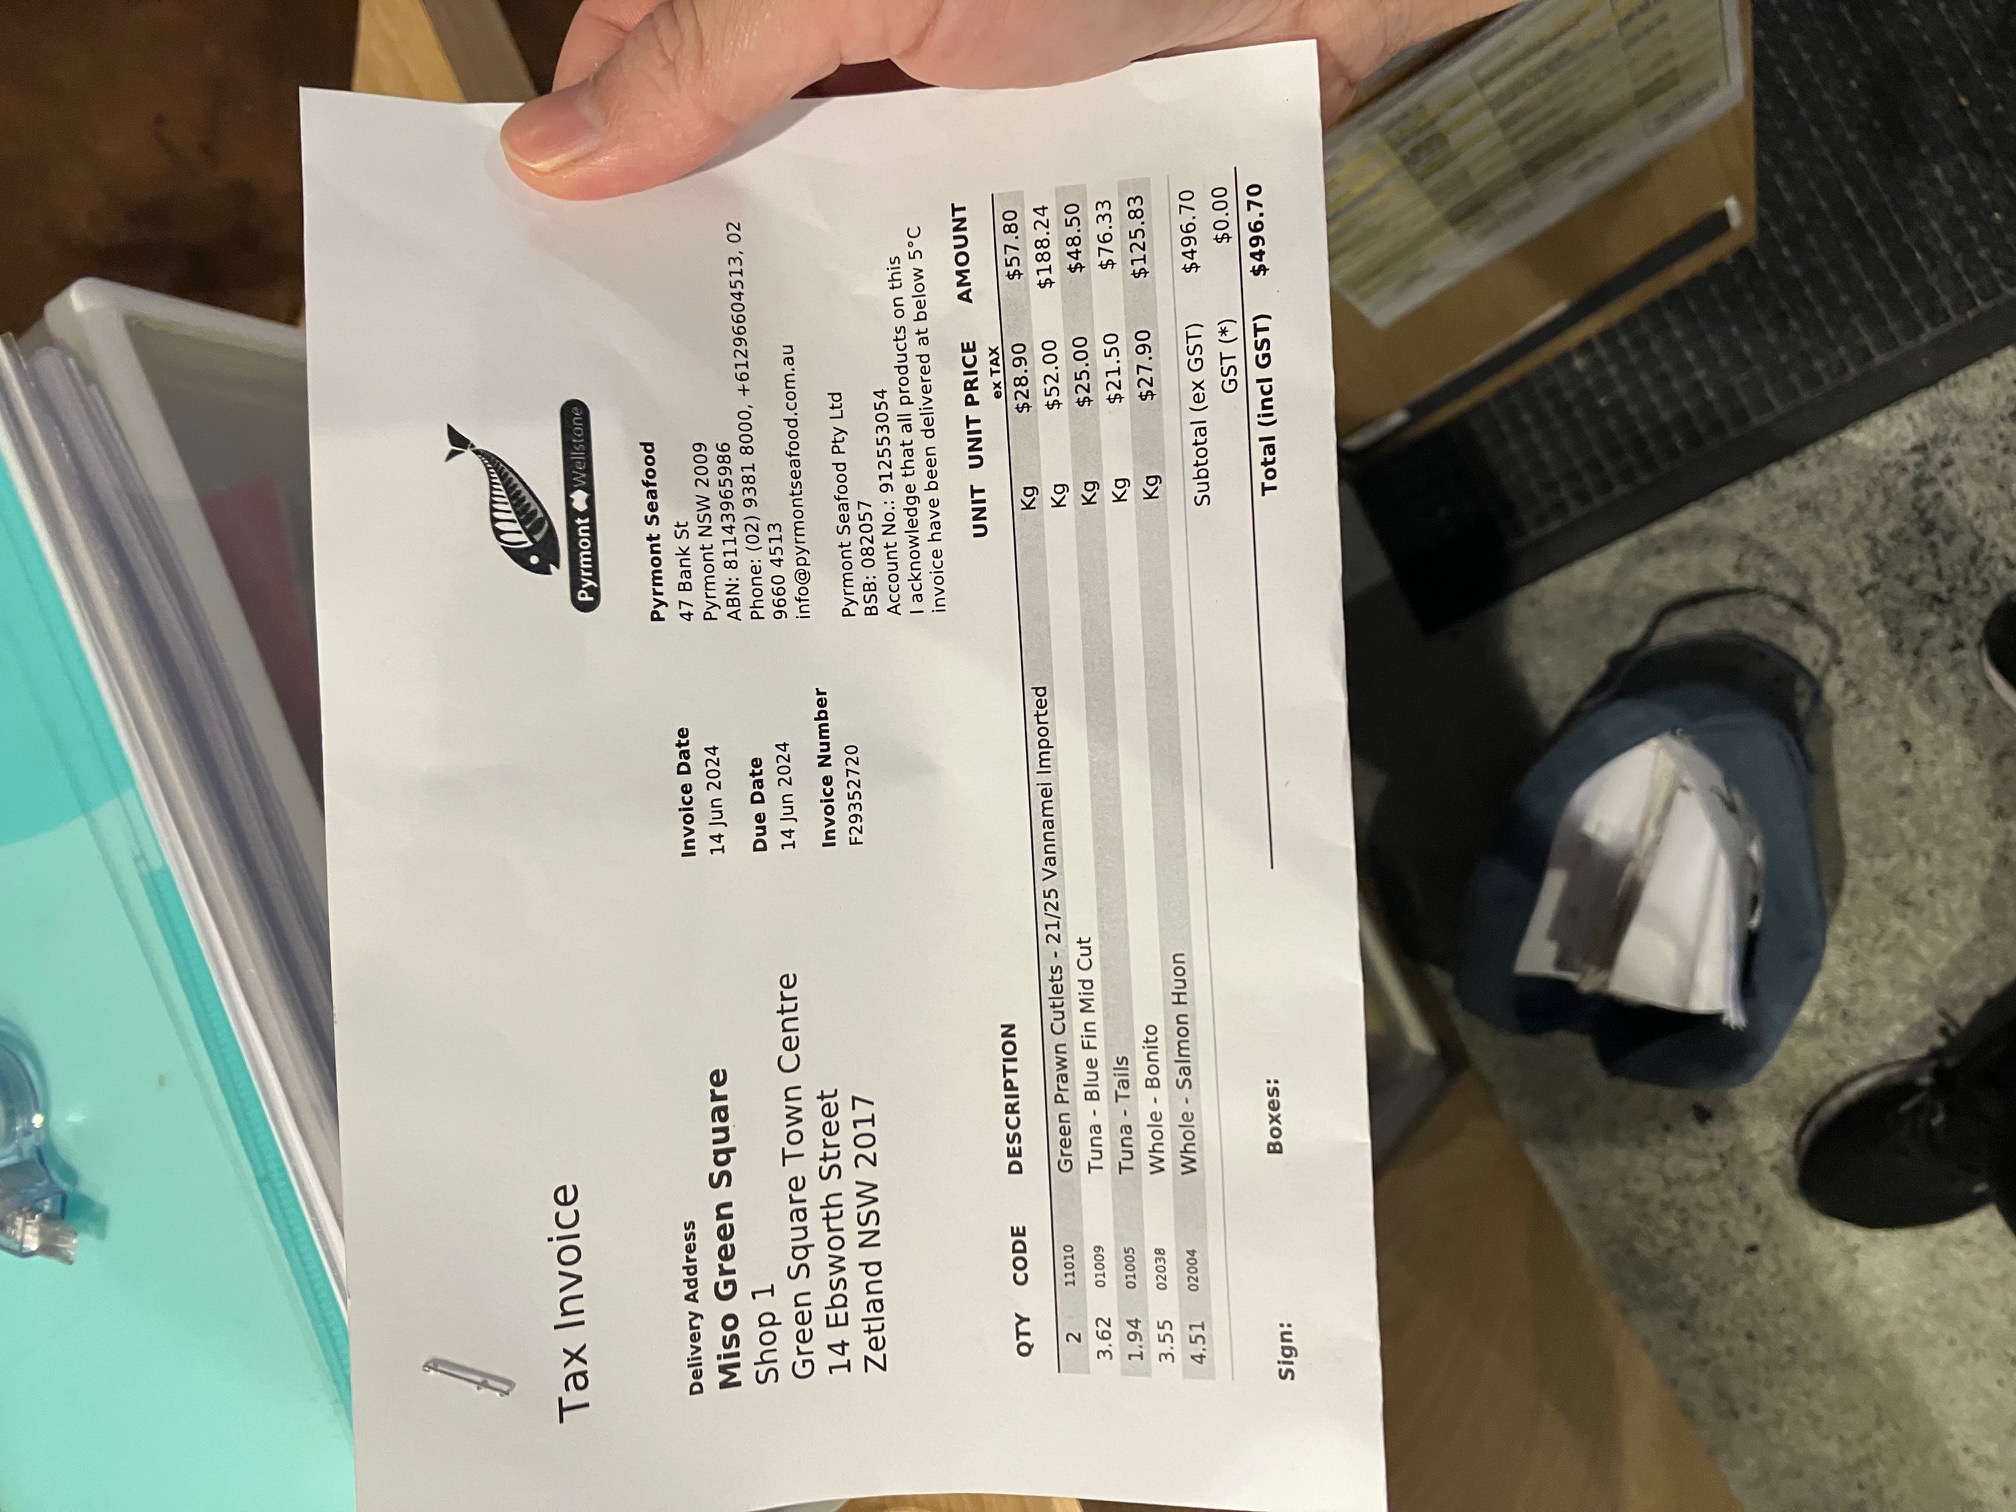 Tax Invoice
Pyrmont Wellstone
Delivery Address
Miso Green Square
Shop 1
Green Square Town Centre
14 Ebsworth Street
Zetland NSW 2017
Invoice Date
14 Jun 2024
Due Date
14 Jun 2024
Invoice Number
F29352720
Pyrmont Seafood
47 Bank St
Pyrmont NSW 2009
ABN: 81143965986
Phone: (02) 9381 8000, +61296604513, 02
9660 4513
info@pyrmontseafood.com.au
Pyrmont Seafood Pty Ltd
BSB: 082057
Account No.: 912553054
I acknowledge that all products on this
invoice have been delivered at below 5°C
QTY CODE DESCRIPTION UNIT UNIT PRICE AMOUNT
ex TAX
2 11010 Green Prawn Cutlets - 21/25 Vannamei Imported Kg $28.90 $57.80
3.62 01009 Tuna - Blue Fin Mid Cut Kg $52.00 $188.24
1.94 01005 Tuna - Tails Kg $25.00 $48.50
3.55 02038 Whole - Bonito Kg $21.50 $76.33
4.51 02004 Whole - Salmon Huon Kg $27.90 $125.83
Subtotal (ex GST) $496.70
GST (*) $0.00
Total (incl GST) $496.70
Sign: Boxes: